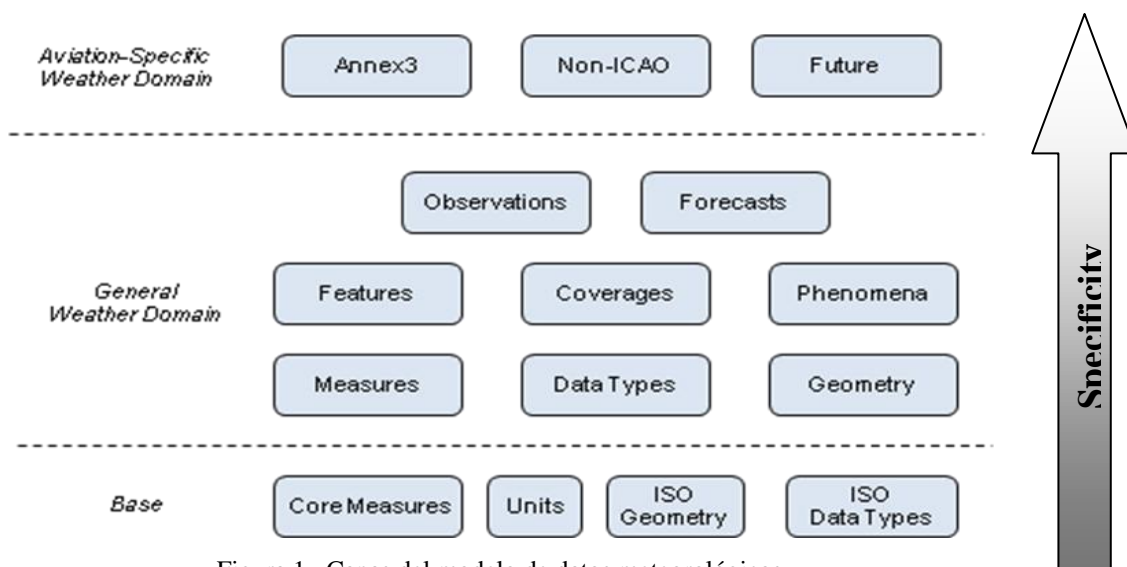 Aviation-Specific
Weather Domain
Annex3
Non-ICAO
Future
Observations
Forecasts
General
Weather Domain
Features
Coverages
Phenomena
Measures
Data Types
Geometry
Specificity
Base
Core Measures
Units
ISO
Geometry
ISO
Data Types